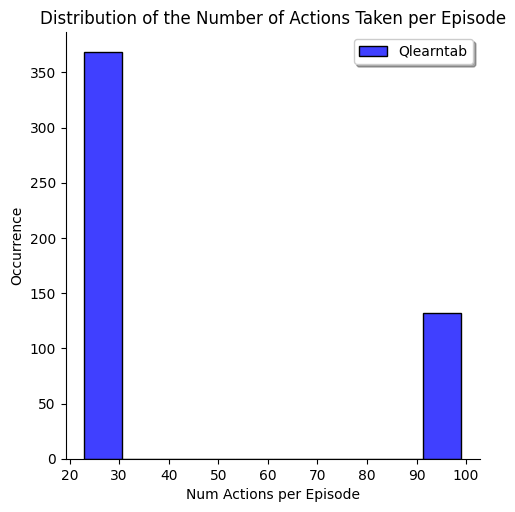 Distribution of the Number of Actions Taken per Episode
Qlearntab
350
300
250
200
150
100
50
0
Occurrence
20 30 40 50 60 70 80 90 100
Num Actions per Episode